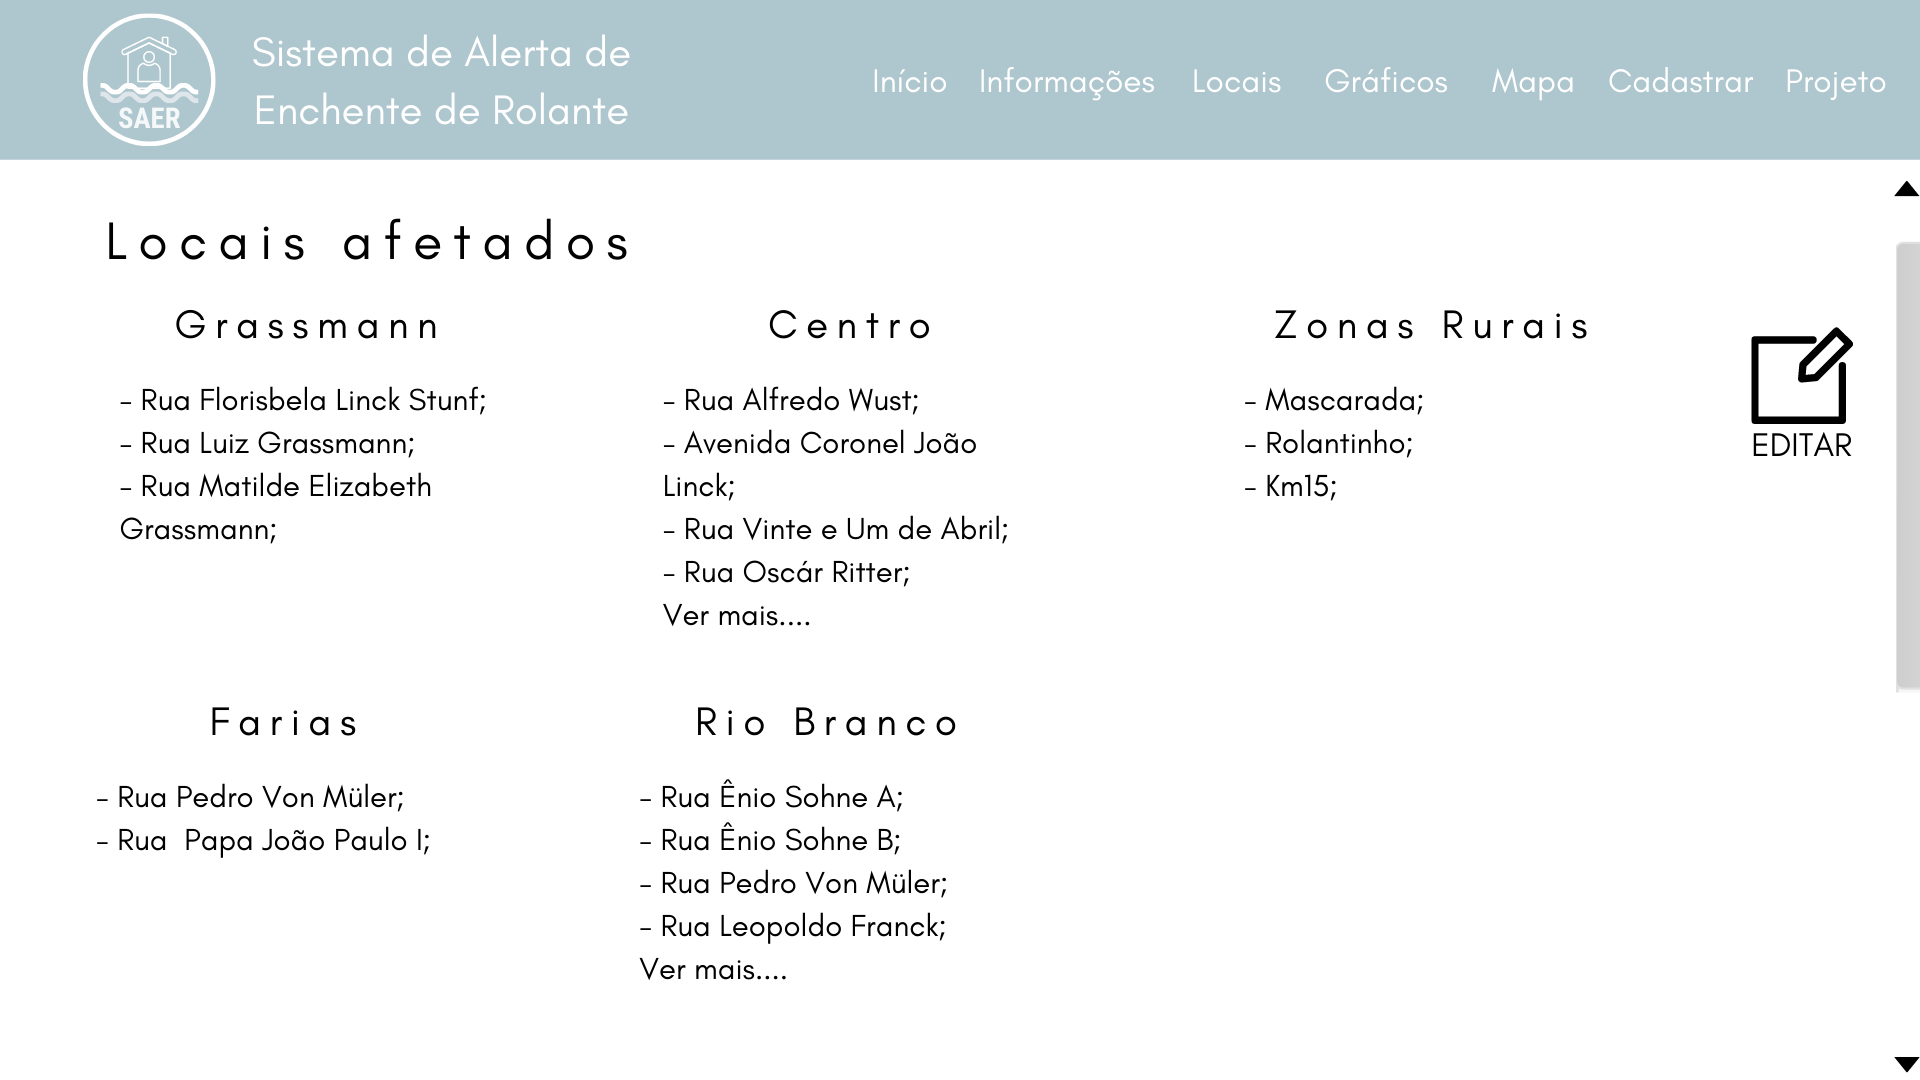 SAER
Sistema de Alerta de
Enchente de Rolante
Início Informações Locais Gráficos Mapa Cadastrar Projeto
Locais afetados
Grassmann
- Rua Florisbela Linck Stunf;
- Rua Luiz Grassmann;
- Rua Matilde Elizabeth
Grassmann;
Centro
- Rua Alfredo Wust;
- Avenida Coronel João
Linck;
- Rua Vinte e Um de Abril;
- Rua Oscár Ritter;
Ver mais....
Zonas Rurais
- Mascarada;
- Rolantinho;
- Km15;
EDITAR
Farias
- Rua Pedro Von Müler;
- Rua  Papa João Paulo I;
Rio Branco
- Rua Ênio Sohne A;
- Rua Ênio Sohne B;
- Rua Pedro Von Müler;
- Rua Leopoldo Franck;
Ver mais....